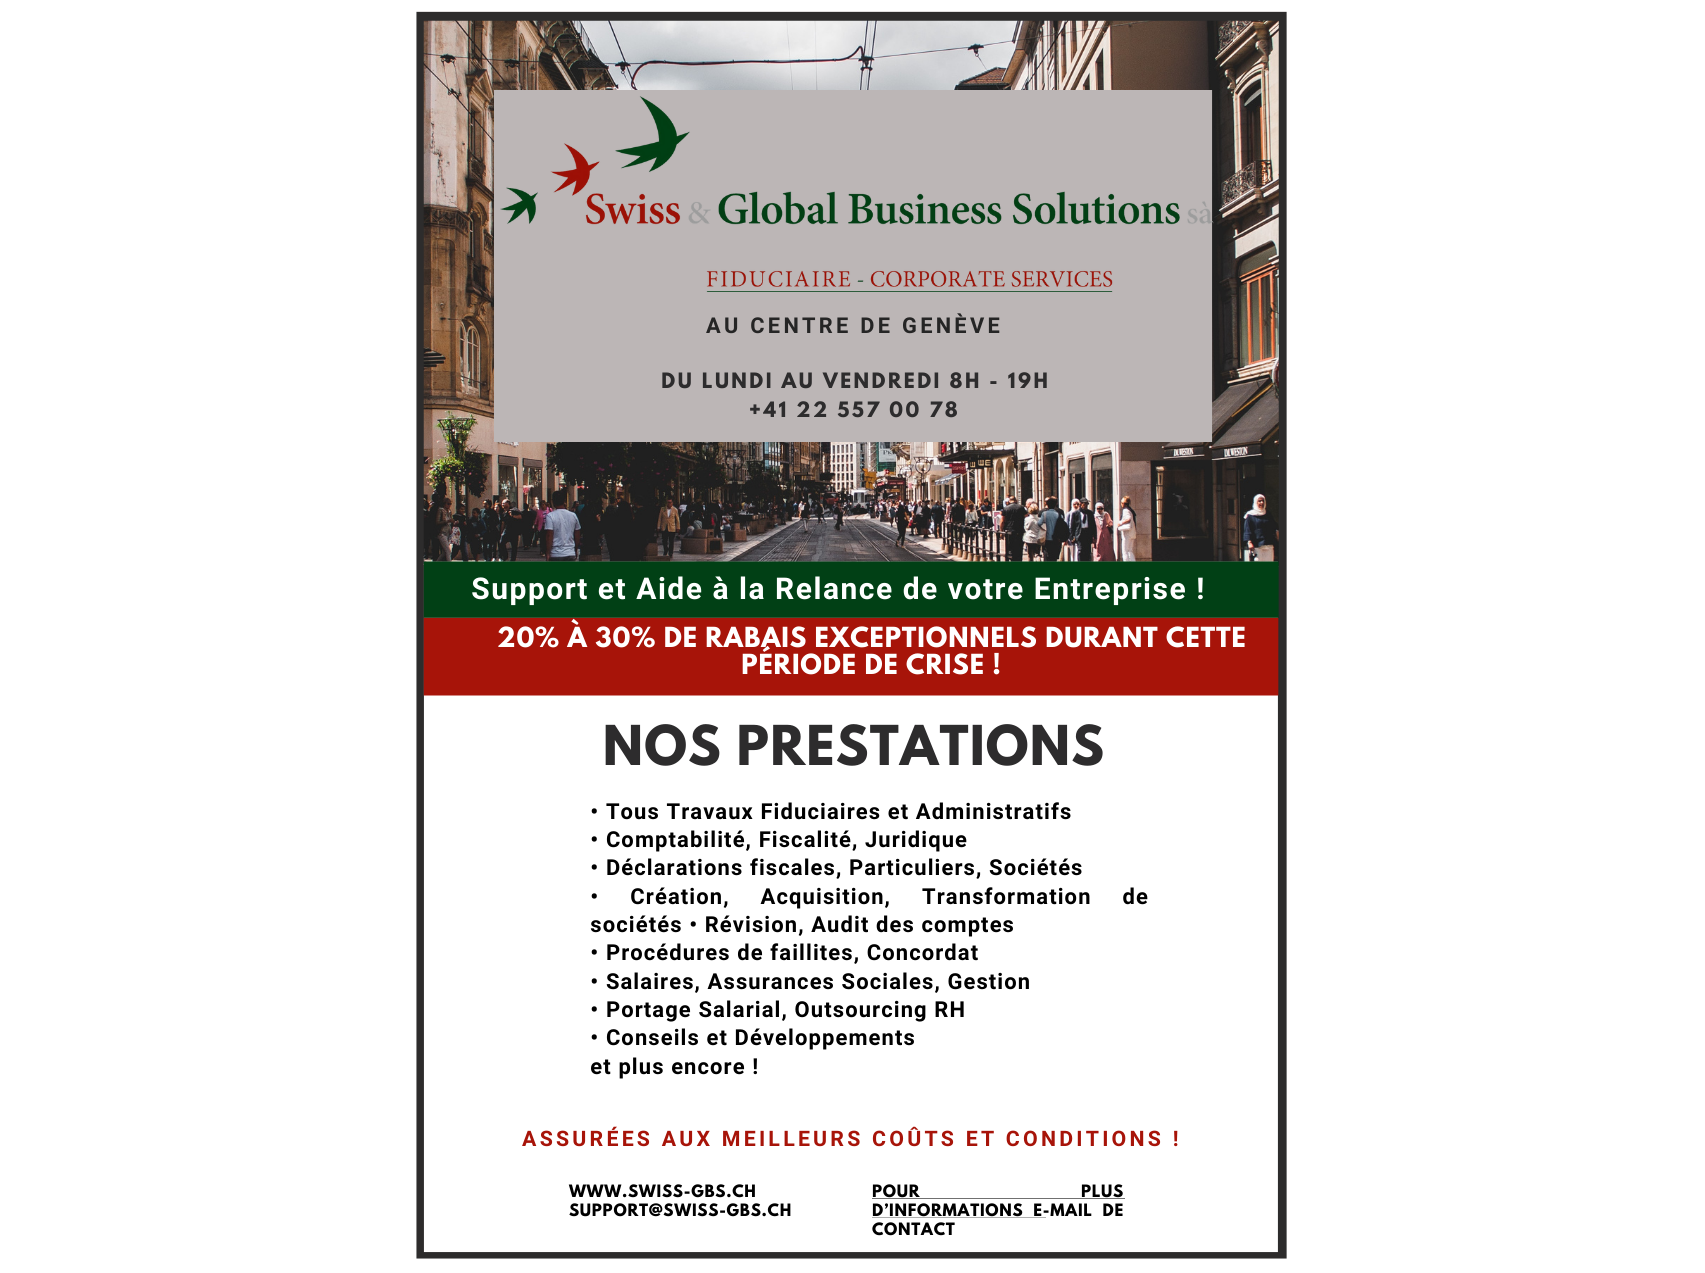 Swiss & Global Business Solutions sà
FIDUCIAIRE - CORPORATE SERVICES
AU CENTRE DE GENÈVE
DU LUNDI AU VENDREDI 8H - 19H
+41 22 557 00 78
Support et Aide à la Relance de votre Entreprise !
20% À 30% DE RABAIS EXCEPTIONNELS DURANT CETTE
PÉRIODE DE CRISE !
NOS PRESTATIONS
• Tous Travaux Fiduciaires et Administratifs
• Comptabilité, Fiscalité, Juridique
• Déclarations fiscales, Particuliers, Sociétés
• Création, Acquisition, Transformation de
sociétés • Révision, Audit des comptes
• Procédures de faillites, Concordat
• Salaires, Assurances Sociales, Gestion
• Portage Salarial, Outsourcing RH
• Conseils et Développements
et plus encore !
ASSURÉES AUX MEILLEURS COÛTS ET CONDITIONS !
WWW.SWISS-GBS.CH
SUPPORT@SWISS-GBS.CH
POUR PLUS
D'INFORMATIONS E-MAIL DE
CONTACT